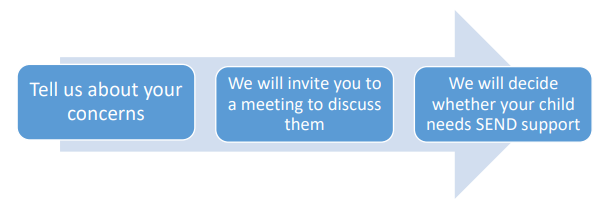 Tell us about your
concerns
We will invite you to
a meeting to discuss
them
We will decide
whether your child
needs SEND support